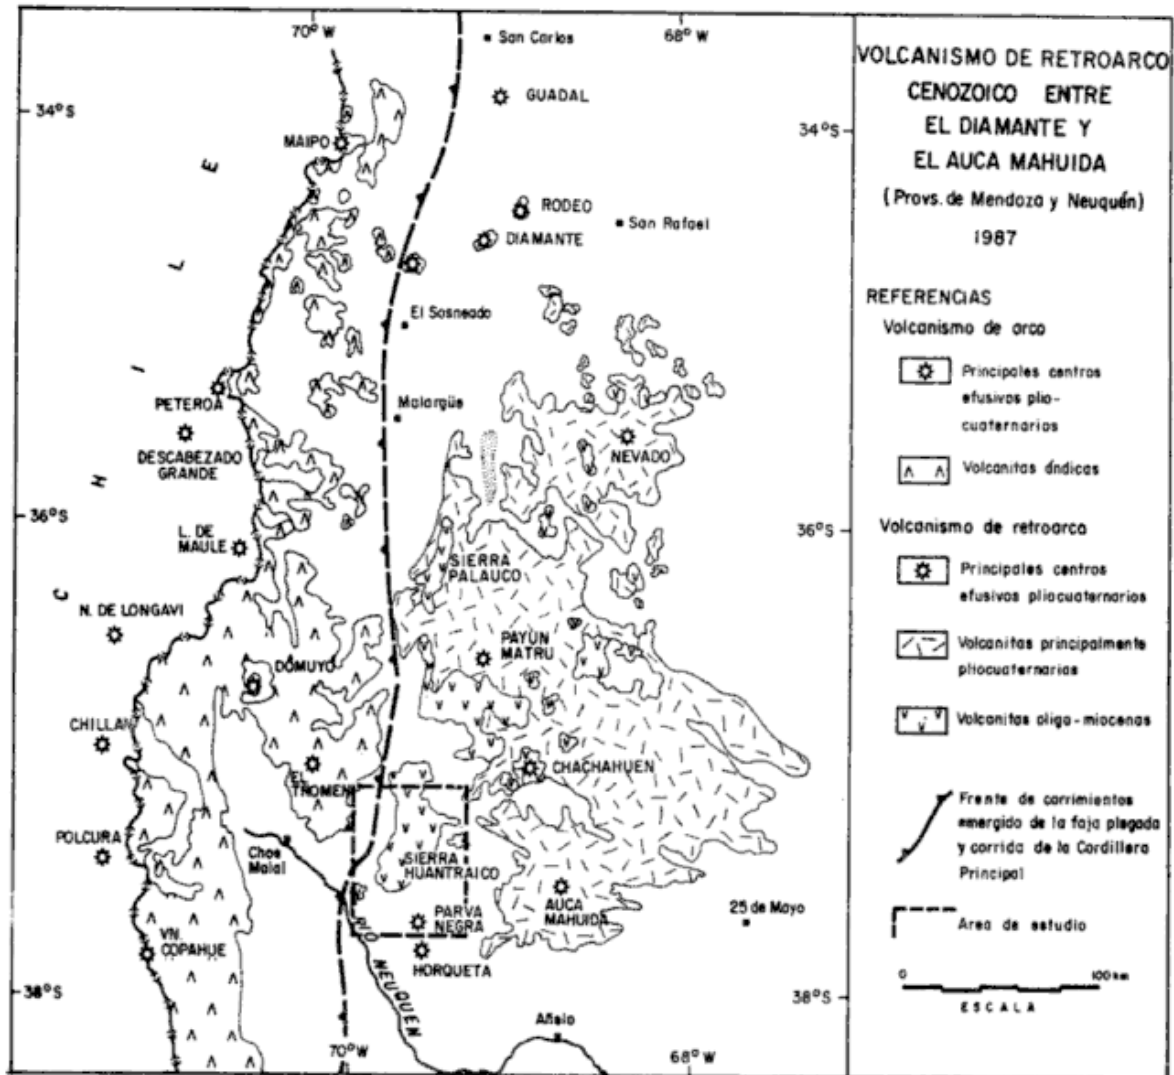 70°W
68°W
San Carlos
GUADAL
34°S
34°S
MAIPO
RODEO
San Rafael
DIAMANTE
El Sosneado
PETEROA
Malargüe
DESCABEZADO
GRANDE
NEVADO
CHILE
36°S
36°S
L. DE
MAULE
SIERRA
PALAUCO
N. DE LONGAVI
PAYUN
MATRU
DOMUYO
CHILLAN
EL
TROMEN
CHACHAHUEN
POLCURA
Chos
Malal
SIERRA
HUANTRAICO
AUCA
MAHUIDA
25 de Mayo
PARVA
NEGRA
VN.
COPAHUE
HORQUETA
RIO NEUQUEN
38°S
38°S
Añelo
70°W
68°W
VOLCANISMO DE RETROARCO
CENOZOICO ENTRE
EL DIAMANTE Y
EL AUCA MAHUIDA
(Provs. de Mendoza y Neuquén)
1987
REFERENCIAS
Volcanismo de arco
Principales centros
efusivos plio-
cuaternarios
Volcanitas ándicas
Volcanismo de retroarco
Principales centros
efusivos pliocuaternarios
Volcanitas principalmente
pliocuaternarias
Volcanitas oligo-miocenas
Frente de corrimientos
emergido de la faja plegada
y corrida de la Cordillera
Principal
Area de estudio
0 100 km
ESCALA